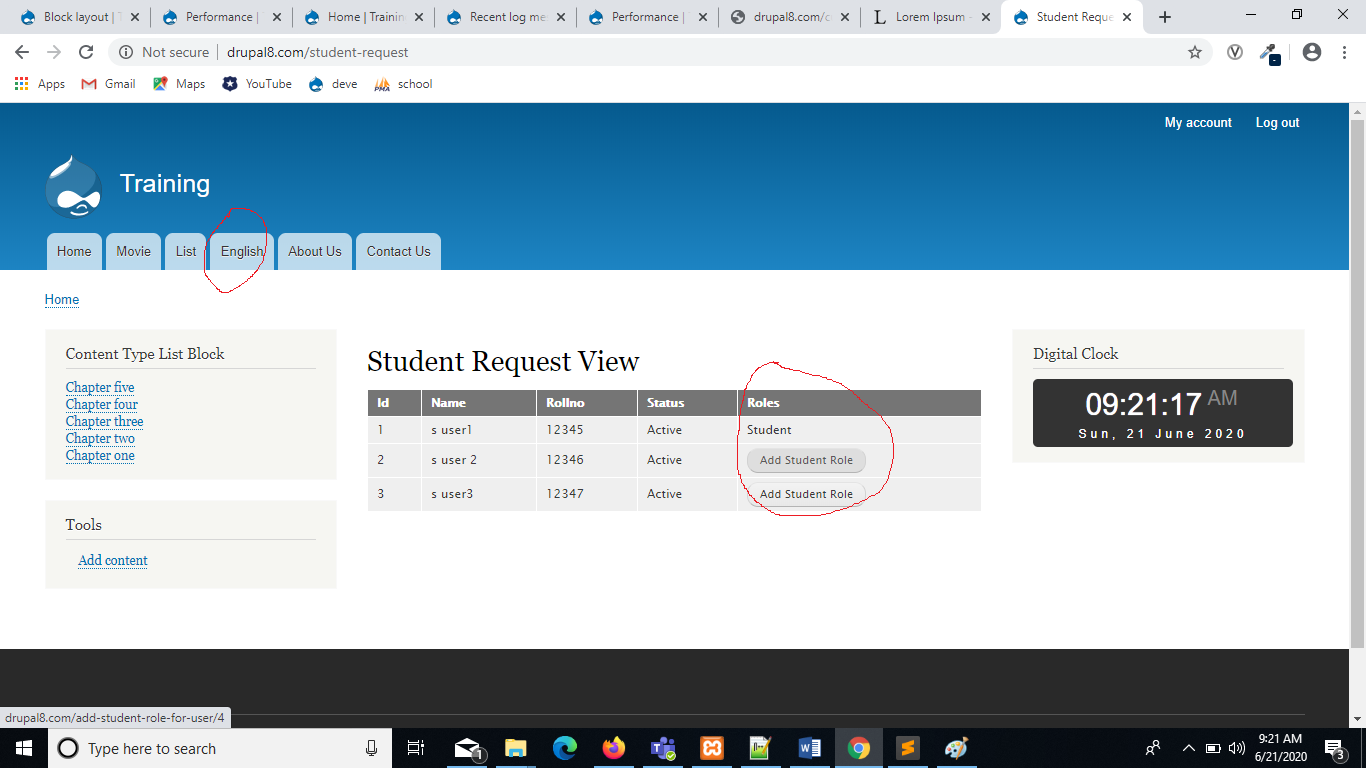 Block layout | T
Performance |
Home | Trainin
Recent log me
Performance | T
drupal8.com/c
Lorem Ipsum -
Student Reque
Not secure | drupal8.com/student-request
Apps Gmail Maps YouTube deve PMA school
My account Log out
Training
Home Movie List English About Us Contact Us
Home
Content Type List Block
Chapter five
Chapter four
Chapter three
Chapter two
Chapter one
Tools
Add content
Student Request View
Id Name Rollno Status Roles
1 s user1 12345 Active Student
2 s user 2 12346 Active Add Student Role
3 s user3 12347 Active Add Student Role
Digital Clock
09:21:17 AM
Sun, 21 June 2020
drupal8.com/add-student-role-for-user/4
Type here to search
1
9:21 AM
6/21/2020
3